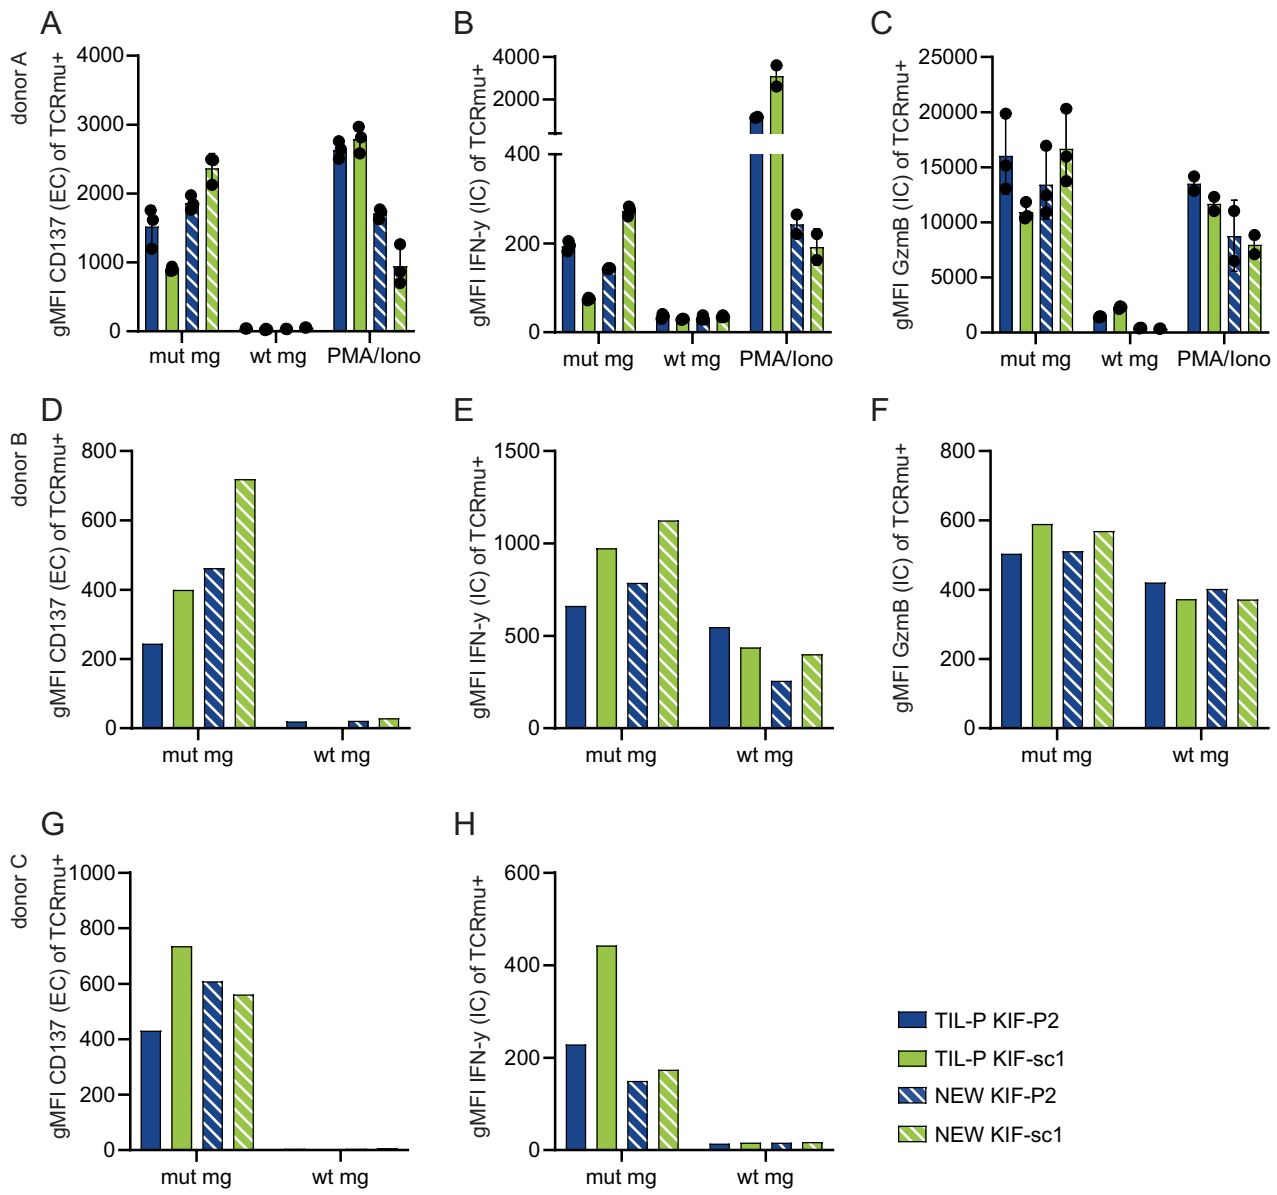 A
donor A
gMFI CD137 (EC) of TCRmu+
4000
3000
2000
1000
0
mut mg
wt mg
PMA/Iono
B
gMFI IFN-y (IC) of TCRmu+
4000
2000
400
200
0
mut mg
wt mg
PMA/Iono
C
gMFI GzmB (IC) of TCRmu+
25000
20000
15000
10000
5000
0
mut mg
wt mg
PMA/Iono
D
donor B
gMFI CD137 (EC) of TCRmu+
800
600
400
200
0
mut mg
wt mg
E
gMFI IFN-y (IC) of TCRmu+
1500
1000
500
0
mut mg
wt mg
F
gMFI GzmB (IC) of TCRmu+
800
600
400
200
0
mut mg
wt mg
G
donor C
gMFI CD137 (EC) of TCRmu+
1000
800
600
400
200
0
mut mg
wt mg
H
gMFI IFN-y (IC) of TCRmu+
600
400
200
0
mut mg
wt mg
TIL-P KIF-P2
TIL-P KIF-sc1
NEW KIF-P2
NEW KIF-sc1